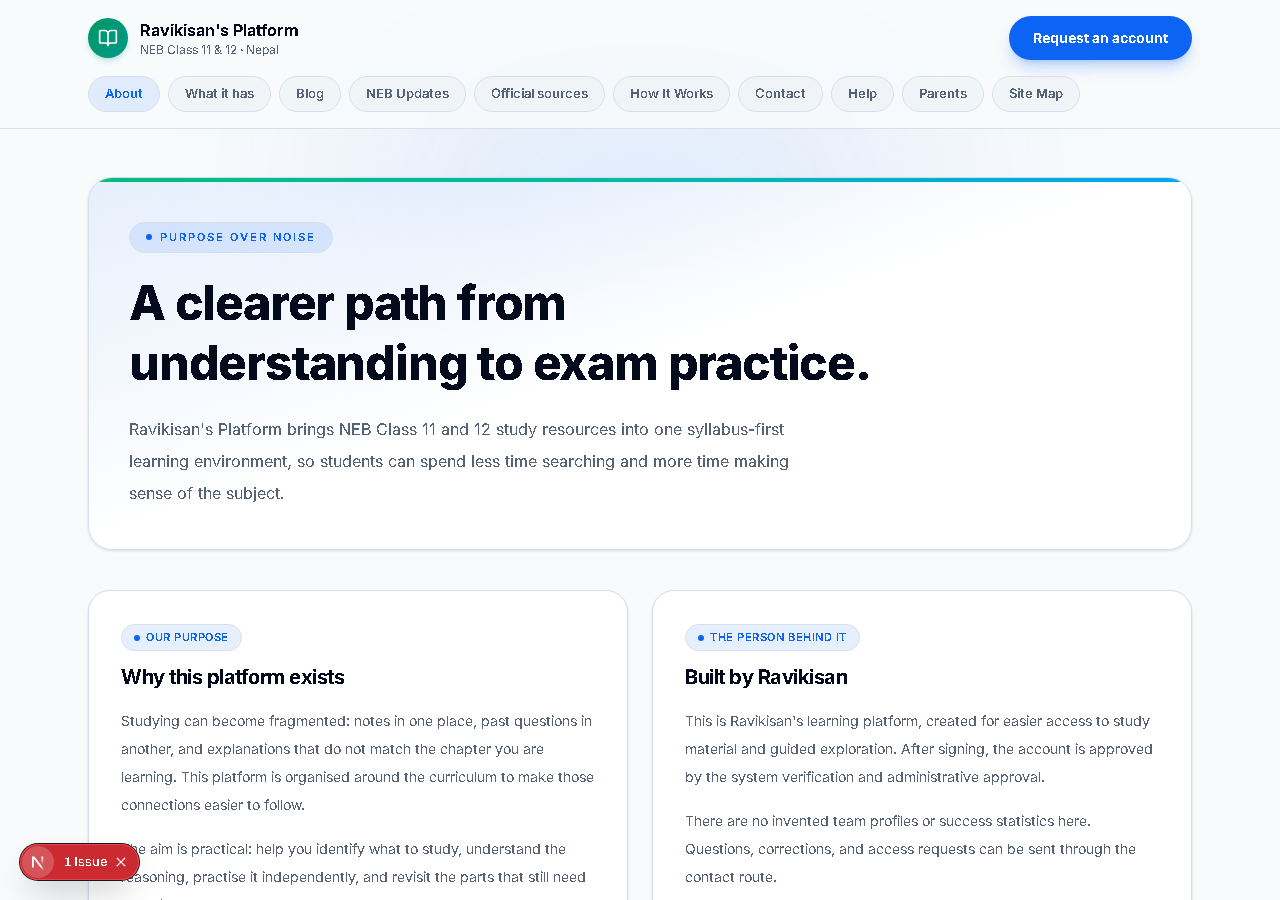 Ravikisan's Platform
NEB Class 11 & 12 · Nepal
Request an account
About
What it has
Blog
NEB Updates
Official sources
How It Works
Contact
Help
Parents
Site Map
PURPOSE OVER NOISE
A clearer path from
understanding to exam practice.
Ravikisan's Platform brings NEB Class 11 and 12 study resources into one syllabus-first
learning environment, so students can spend less time searching and more time making
sense of the subject.
OUR PURPOSE
Why this platform exists
Studying can become fragmented: notes in one place, past questions in
another, and explanations that do not match the chapter you are
learning. This platform is organised around the curriculum to make those
connections easier to follow.
The aim is practical: help you identify what to study, understand the
reasoning, practise it independently, and revisit the parts that still need
THE PERSON BEHIND IT
Built by Ravikisan
This is Ravikisan's learning platform, created for easier access to study
material and guided exploration. After signing, the account is approved
by the system verification and administrative approval.
There are no invented team profiles or success statistics here.
Questions, corrections, and access requests can be sent through the
contact route.
N
1 Issue